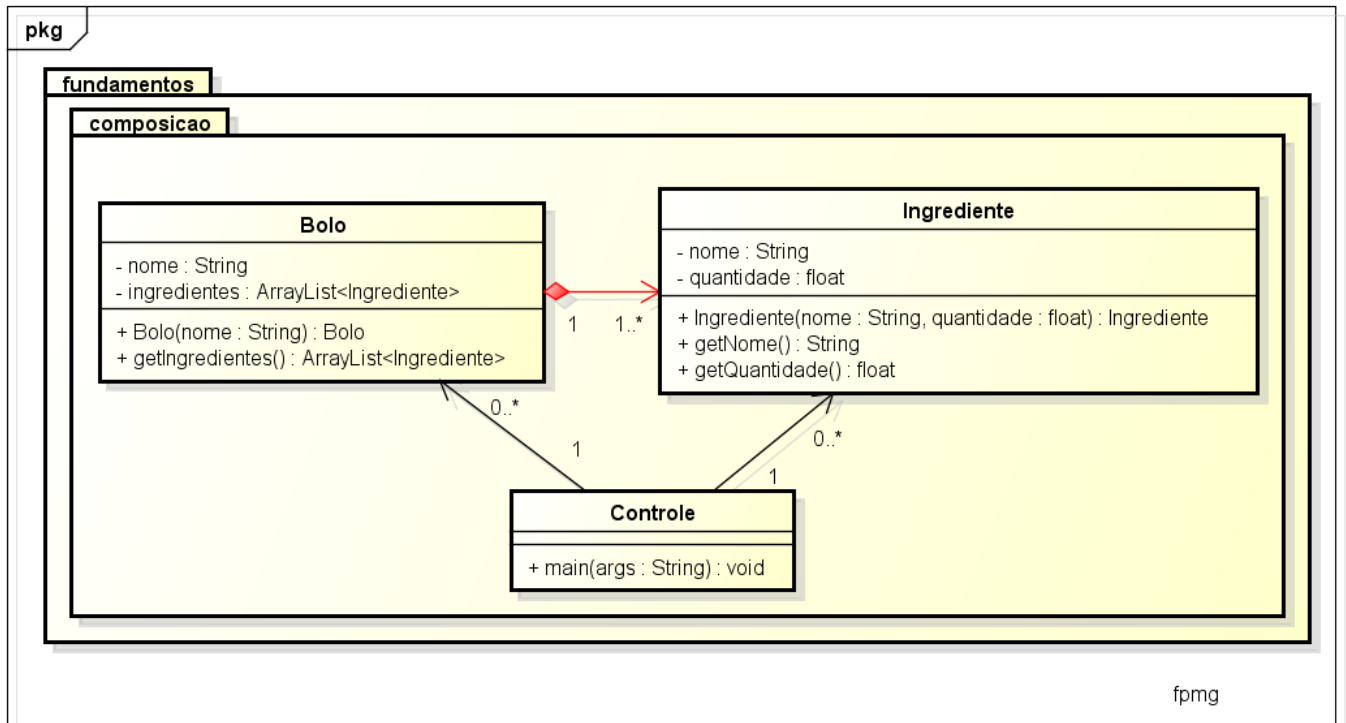 pkg
fundamentos
composicao
Bolo
- nome : String
- ingredientes : ArrayList<Ingrediente>
+ Bolo(nome : String) : Bolo
+ getIngredientes() : ArrayList<Ingrediente>
1
1..*
Ingrediente
- nome : String
- quantidade : float
+ Ingrediente(nome : String, quantidade : float) : Ingrediente
+ getNome() : String
+ getQuantidade() : float
0..*
1
0..*
1
Controle
+ main(args : String) : void
fpmg